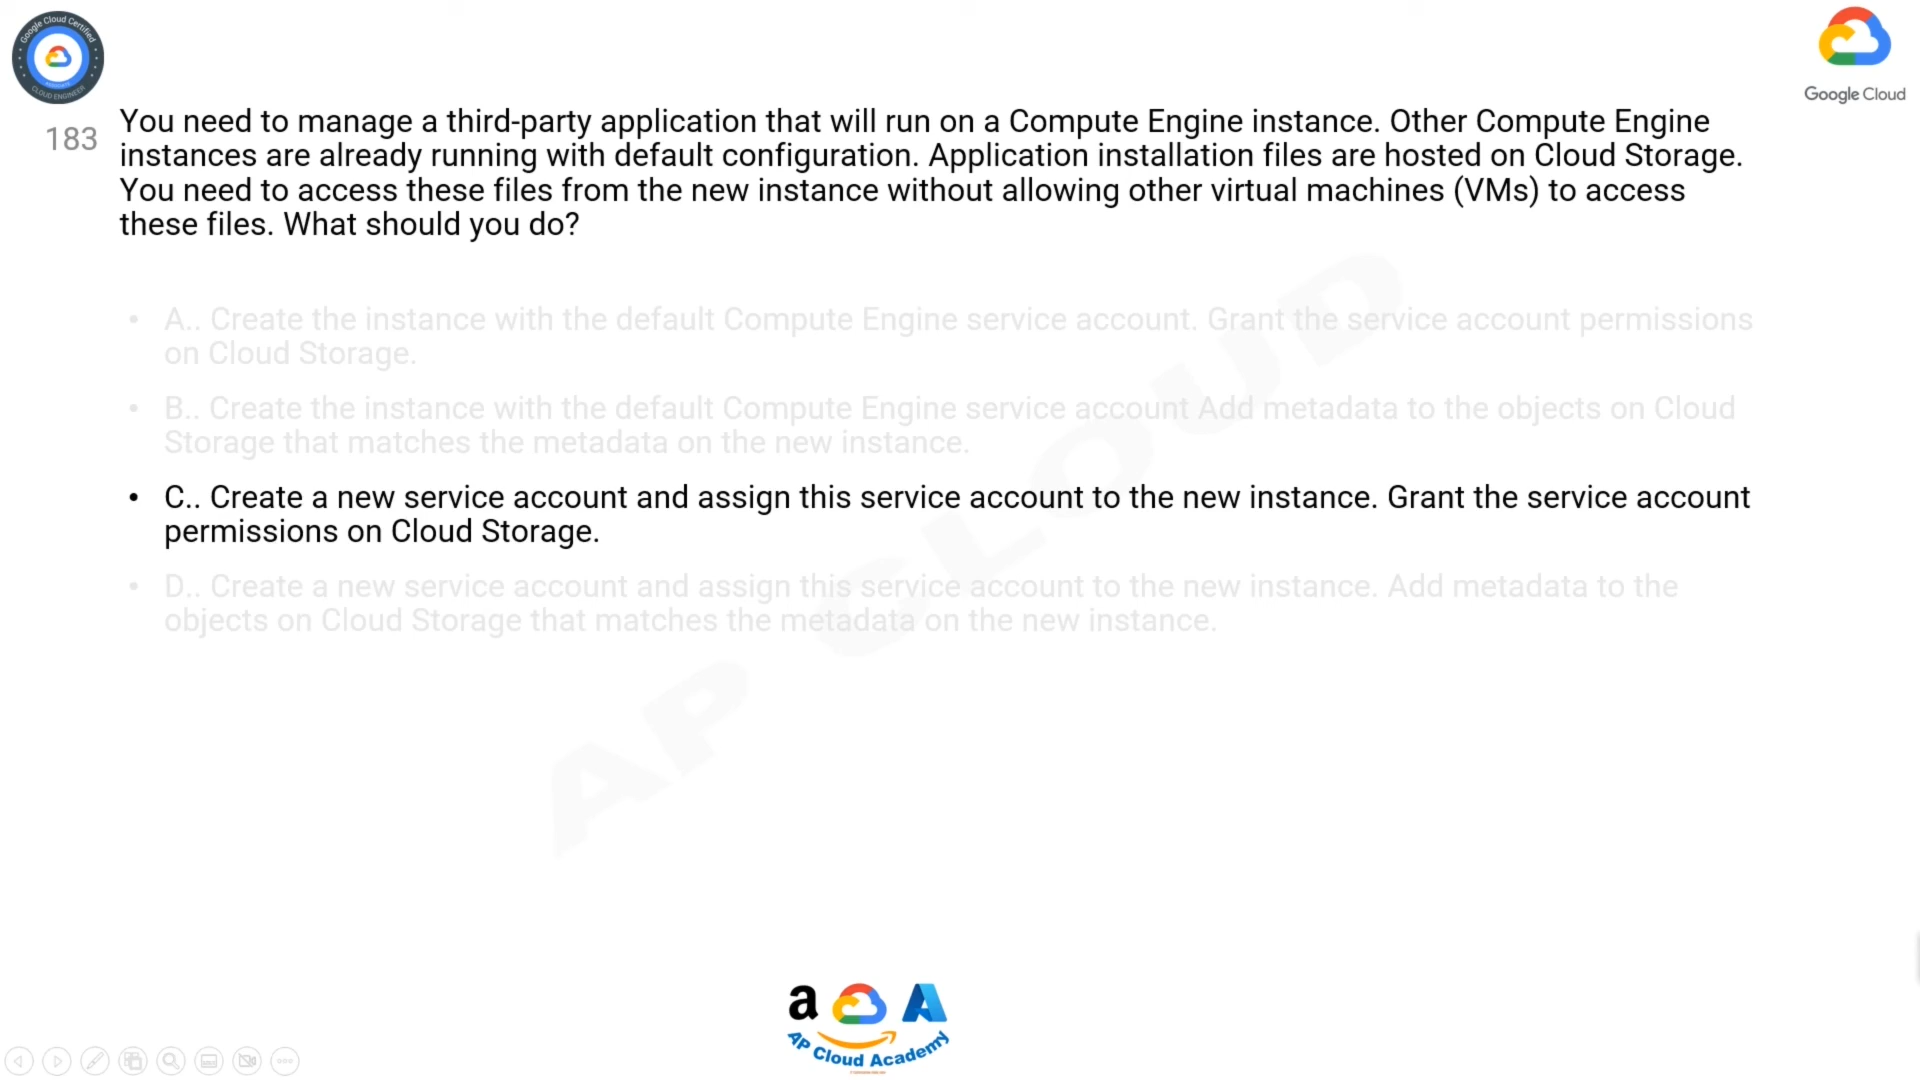 Google Cloud Certified
ASSOCIATE
CLOUD ENGINEER
Google Cloud
183
You need to manage a third-party application that will run on a Compute Engine instance. Other Compute Engine
instances are already running with default configuration. Application installation files are hosted on Cloud Storage.
You need to access these files from the new instance without allowing other virtual machines (VMs) to access
these files. What should you do?
• A.. Create the instance with the default Compute Engine service account. Grant the service account permissions
on Cloud Storage.
• B.. Create the instance with the default Compute Engine service account Add metadata to the objects on Cloud
Storage that matches the metadata on the new instance.
• C.. Create a new service account and assign this service account to the new instance. Grant the service account
permissions on Cloud Storage.
• D.. Create a new service account and assign this service account to the new instance. Add metadata to the
objects on Cloud Storage that matches the metadata on the new instance.
AP CLOUD
a
AP Cloud Academy